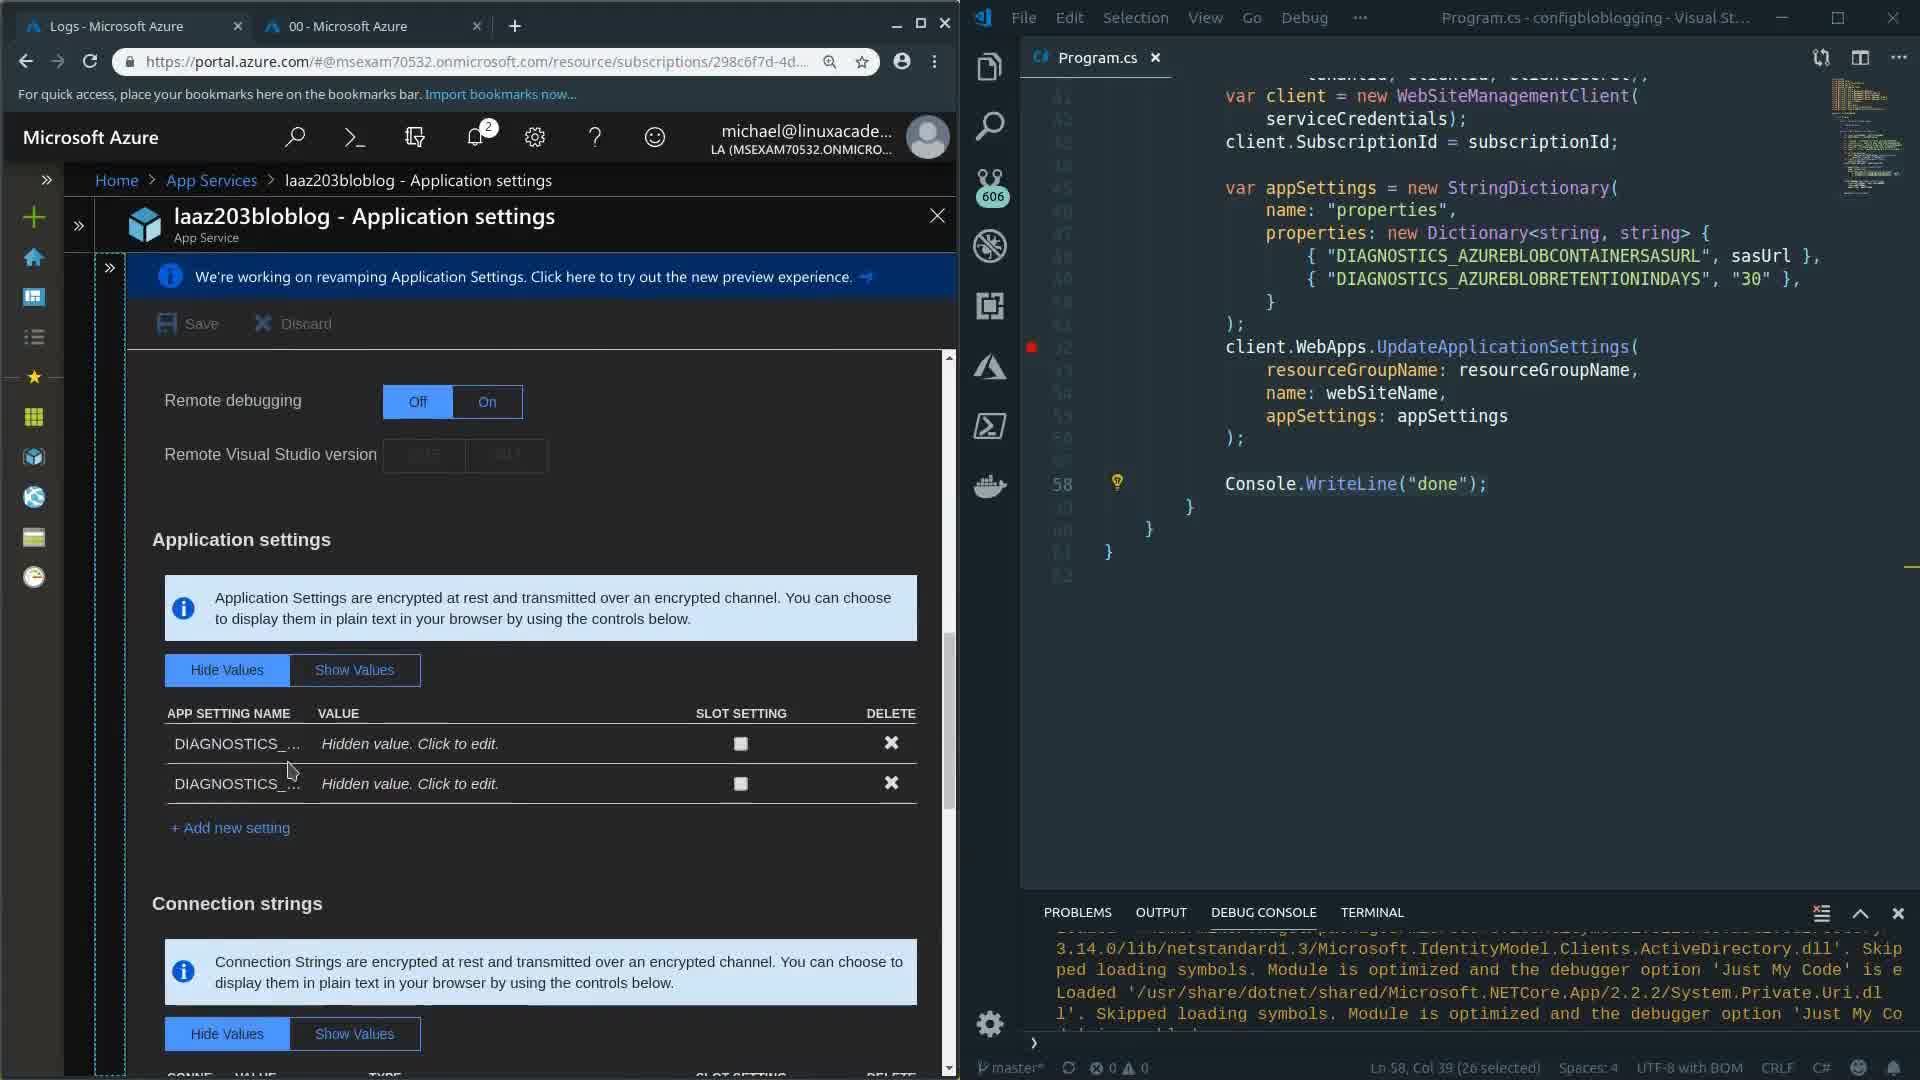 Logs - Microsoft Azure
00 - Microsoft Azure
https://portal.azure.com/#@msexam70532.onmicrosoft.com/resource/subscriptions/298c6f7d-4d...
For quick access, place your bookmarks here on the bookmarks bar. Import bookmarks now...
Microsoft Azure
2
michael@linuxacade...
LA (MSEXAM70532.ONMICRO...
Home > App Services > laaz203bloblog - Application settings
laaz203bloblog - Application settings
App Service
We're working on revamping Application Settings. Click here to try out the new preview experience.
Save
Discard
Remote debugging
Off
On
Remote Visual Studio version
Application settings
Application Settings are encrypted at rest and transmitted over an encrypted channel. You can choose
to display them in plain text in your browser by using the controls below.
Hide Values
Show Values
APP SETTING NAME
VALUE
SLOT SETTING
DELETE
DIAGNOSTICS_...
Hidden value. Click to edit.
DIAGNOSTICS_...
Hidden value. Click to edit.
+ Add new setting
Connection strings
Connection Strings are encrypted at rest and transmitted over an encrypted channel. You can choose to
display them in plain text in your browser by using the controls below.
Hide Values
Show Values
File Edit Selection View Go Debug ...
Program.cs - configbloblogging - Visual St...
Program.cs
606
var client = new WebSiteManagementClient(
serviceCredentials);
client.SubscriptionId = subscriptionId;
var appSettings = new StringDictionary(
name: "properties",
properties: new Dictionary<string, string> {
{ "DIAGNOSTICS_AZUREBLOBCONTAINERSASURL", sasUrl },
{ "DIAGNOSTICS_AZUREBLOBRETENTIONINDAYS", "30" },
}
);
client.WebApps.UpdateApplicationSettings(
resourceGroupName: resourceGroupName,
name: webSiteName,
appSettings: appSettings
);
58 Console.WriteLine("done");
}
}
}
PROBLEMS
OUTPUT
DEBUG CONSOLE
TERMINAL
3.14.0/lib/netstandard1.3/Microsoft.IdentityModel.Clients.ActiveDirectory.dll'. Skip
ped loading symbols. Module is optimized and the debugger option 'Just My Code' is e
Loaded '/usr/share/dotnet/shared/Microsoft.NETCore.App/2.2.2/System.Private.Uri.dl
l'. Skipped loading symbols. Module is optimized and the debugger option 'Just My Co
master*
0
0
Ln 58, Col 39 (26 selected)
Spaces: 4
UTF-8 with BOM
CRLF
C#